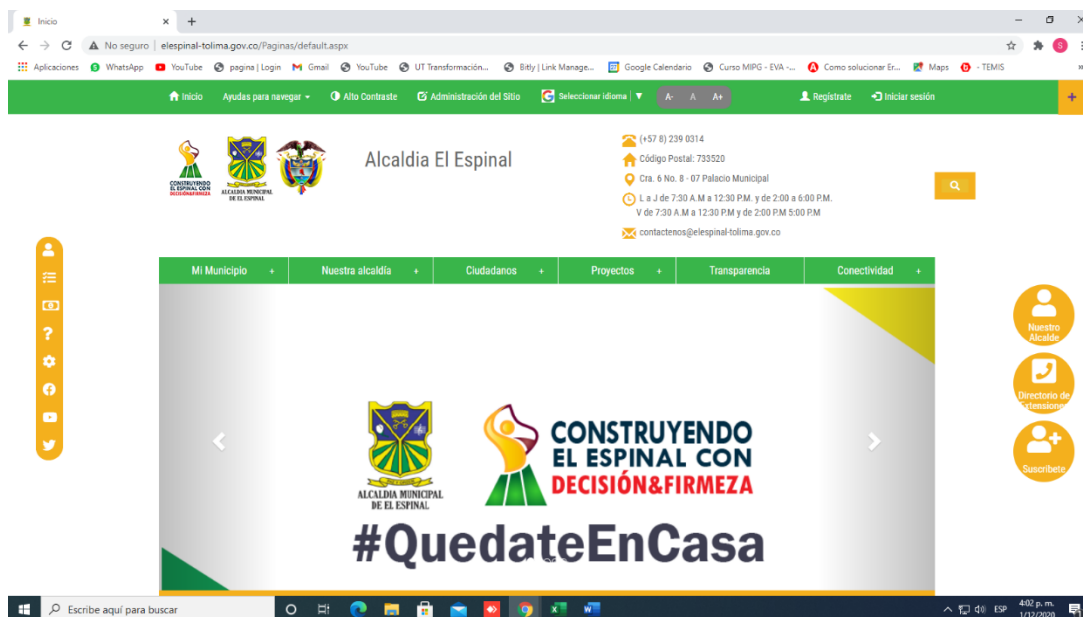 Inicio
No seguro | elespinal-tolima.gov.co/Paginas/default.aspx
Aplicaciones WhatsApp YouTube pagina | Login Gmail YouTube UT Transformación... Bitly | Link Manage... Google Calendario Curso MIPG - EVA -... Como solucionar Er... Maps - TEMIS.
Inicio Ayudas para navegar Alto Contraste Administración del Sitio Seleccionar idioma | ▼ A- A A+ Regístrate Iniciar sesión +
Alcaldia El Espinal
(+57 8) 239 0314
Código Postal: 733520
Cra. 6 No. 8 - 07 Palacio Municipal
L a J de 7:30 A.M a 12:30 P.M. y de 2:00 a 6:00 P.M.
V de 7:30 A.M a 12:30 P.M y de 2:00 P.M 5:00 P.M
contactenos@elespinal-tolima.gov.co
CONSTRUYENDO
EL ESPINAL CON
DECISIÓN&FIRMEZA
ALCALDIA MUNICIPAL
DE EL ESPINAL
Mi Municipio + Nuestra alcaldía + Ciudadanos + Proyectos + Transparencia Conectividad +
Nuestro
Alcalde
Directorio de
Extensiones
Suscribete
CONSTRUYENDO
EL ESPINAL CON
DECISIÓN&FIRMEZA
ALCALDIA MUNICIPAL
DE EL ESPINAL
#QuedateEnCasa
Escribe aquí para buscar
ESP
4:02 p. m.
1/12/2020